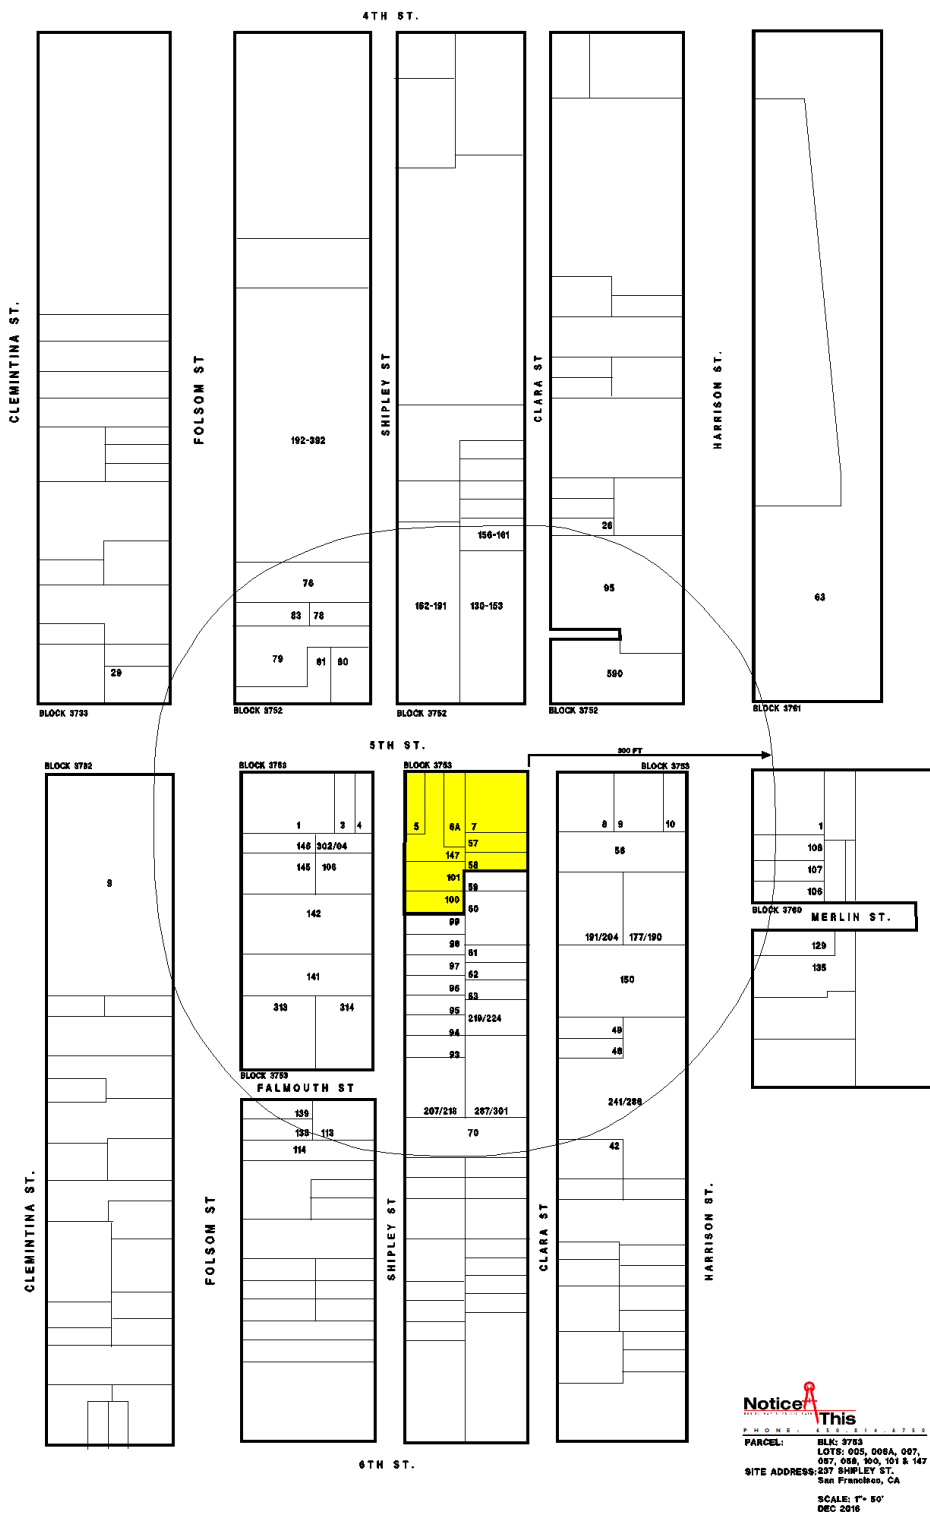 4TH ST.
CLEMINTINA ST.
FOLSOM ST
SHIPLEY ST
CLARA ST
HARRISON ST.
192-392
26
156-161
76
95
63
162-191
130-153
83
78
79
81
80
29
590
BLOCK 3733
BLOCK 3752
BLOCK 3752
BLOCK 3752
BLOCK 3761
5TH ST.
300 FT
BLOCK 3732
BLOCK 3753
BLOCK 3753
BLOCK 3753
1
3
4
5
6A
7
8
9
10
1
57
146
302/04
147
56
108
145
106
58
107
101
9
59
106
100
142
60
BLOCK 3760
MERLIN ST.
99
191/204
177/190
98
61
129
97
135
141
62
150
96
63
313
314
95
219/224
94
49
93
48
BLOCK 3753
FALMOUTH ST
207/218
287/301
241/286
139
138
113
70
114
42
CLEMINTINA ST.
FOLSOM ST
SHIPLEY ST
CLARA ST
HARRISON ST.
6TH ST.
Notice
This
PHONE: 650.814.6750
PARCEL: BLK: 3753
LOTS: 005, 006A, 007,
057, 058, 100, 101 & 147
SITE ADDRESS: 237 SHIPLEY ST.
San Francisco, CA
SCALE: 1"= 50'
DEC 2016